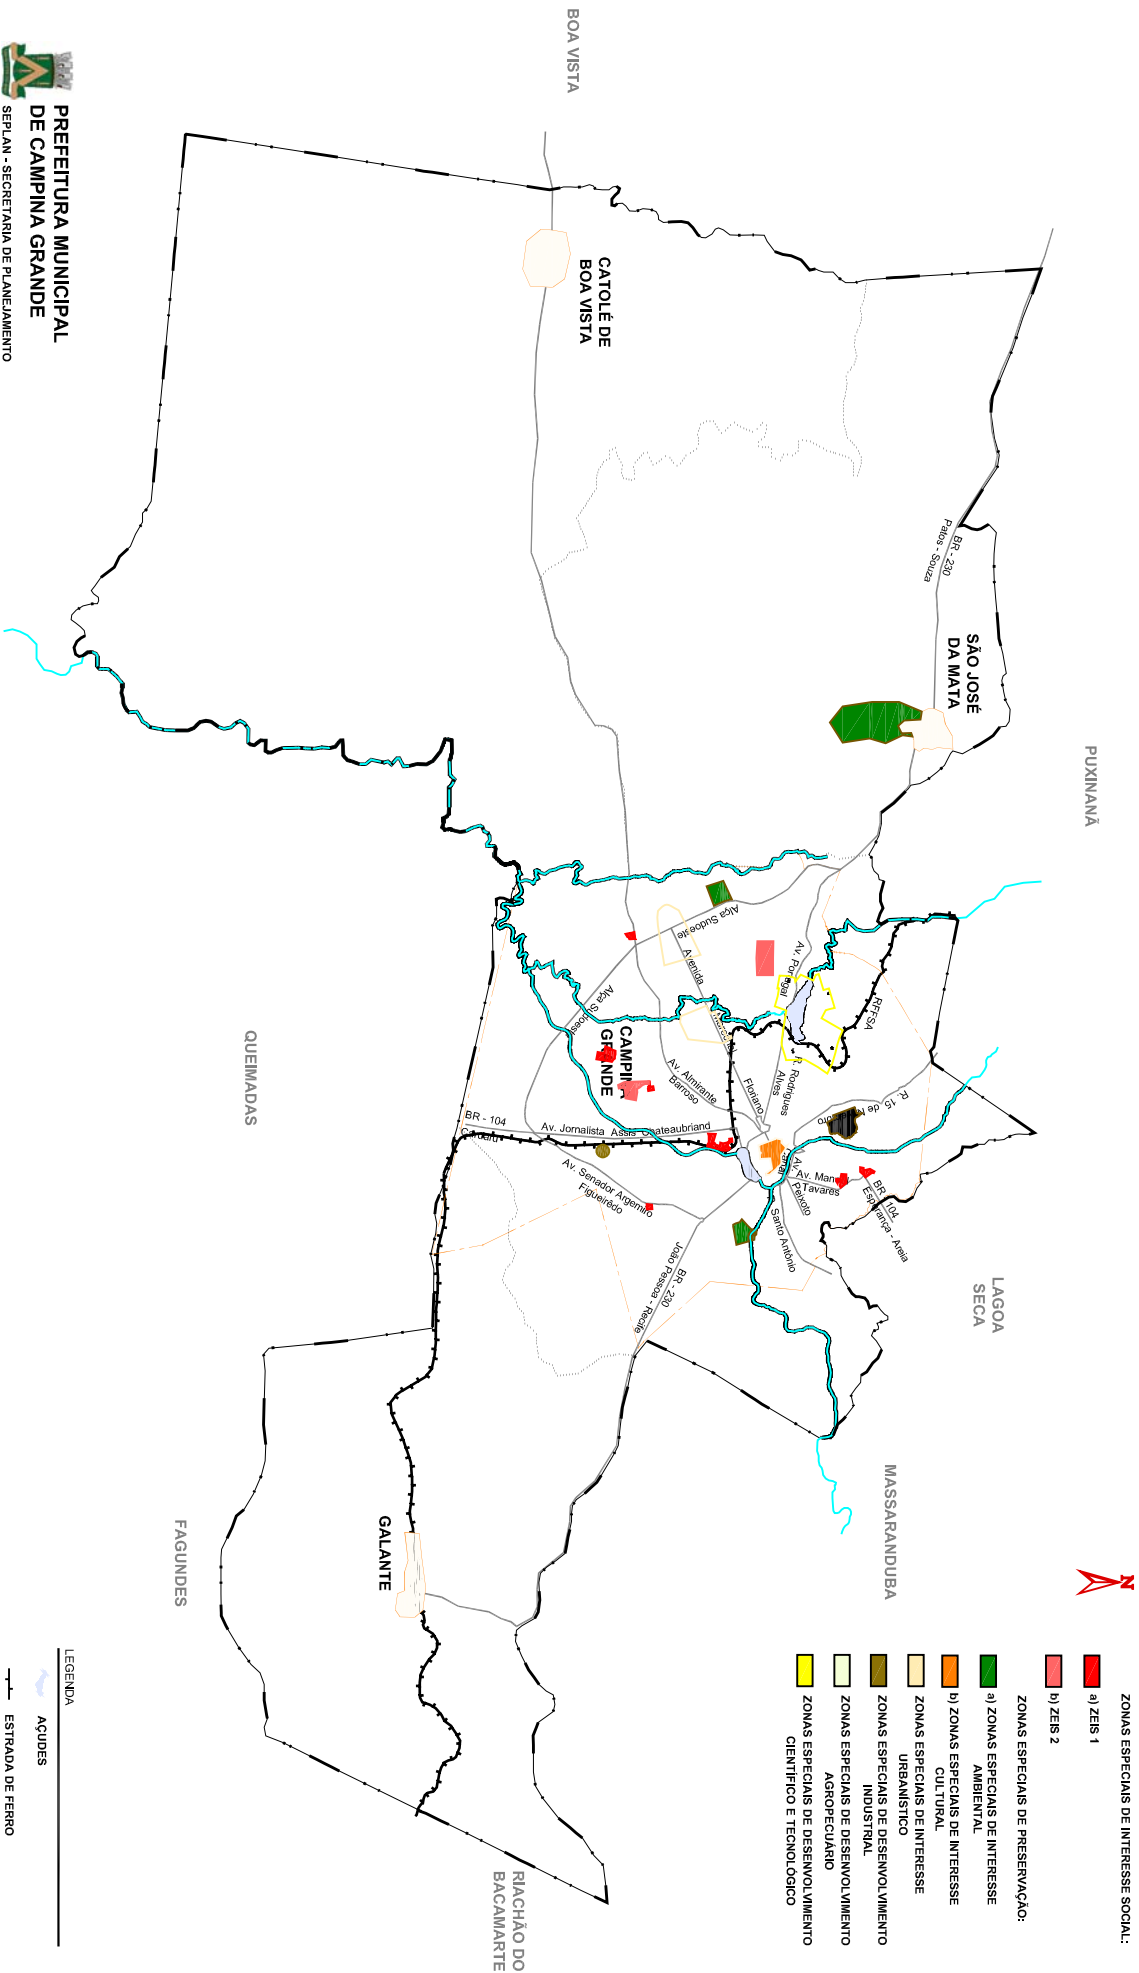 BOA VISTA
PUXINANÃ
LAGOA
SECA
MASSARANDUBA
QUEIMADAS
FAGUNDES
RIACHÃO DO
BACAMARTE
CATOLÉ DE
BOA VISTA
SÃO JOSÉ
DA MATA
CAMPINA
GRANDE
GALANTE
BR - 230
Patos - Souza
Alça Sudoeste
Avenida
Floriano
Av. Portugal
RFFSA
R. Rodrigues
Alves
Alça Sudoeste
Av. Almirante
Barroso
R. 15 de
BR - 104
Caruaru
Av. Jornalista Assis Chateaubriand
Av. Senador Argemiro
Figueirêdo
Av.
Peixoto
Av. Manoel
Tavares
BR - 104
Esperança - Areia
Santo Antônio
BR - 230
João Pessoa - Recife
N
ZONAS ESPECIAIS DE INTERESSE SOCIAL:
a) ZEIS 1
b) ZEIS 2
ZONAS ESPECIAIS DE PRESERVAÇÃO:
a) ZONAS ESPECIAIS DE INTERESSE
AMBIENTAL
b) ZONAS ESPECIAIS DE INTERESSE
CULTURAL
ZONAS ESPECIAIS DE INTERESSE
URBANÍSTICO
ZONAS ESPECIAIS DE DESENVOLVIMENTO
INDUSTRIAL
ZONAS ESPECIAIS DE DESENVOLVIMENTO
AGROPECUÁRIO
ZONAS ESPECIAIS DE DESENVOLVIMENTO
CIENTÍFICO E TECNOLÓGICO
LEGENDA
AÇUDES
ESTRADA DE FERRO
PREFEITURA MUNICIPAL
DE CAMPINA GRANDE
SEPLAN - SECRETARIA DE PLANEJAMENTO